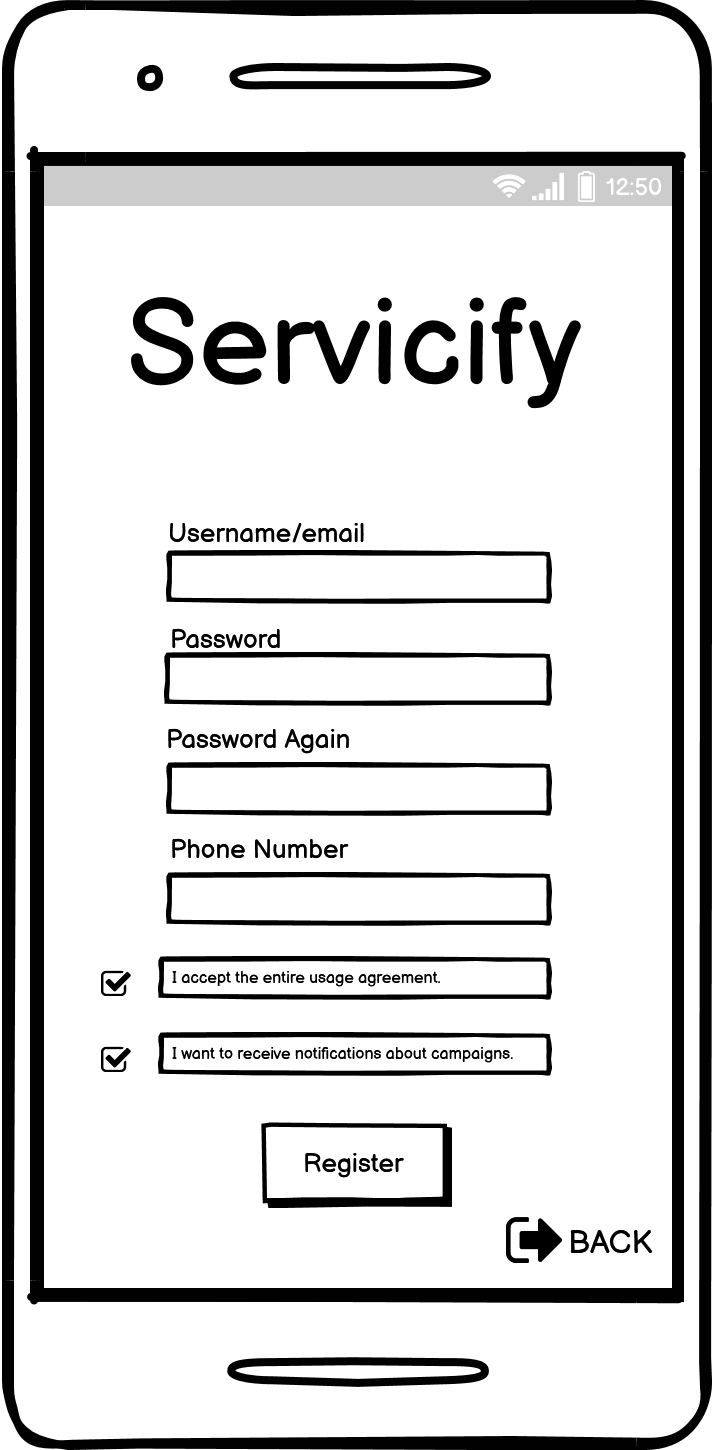 12:50
Servicify
Username/email
Password
Password Again
Phone Number
I accept the entire usage agreement.
I want to receive notifications about campaigns.
Register
BACK